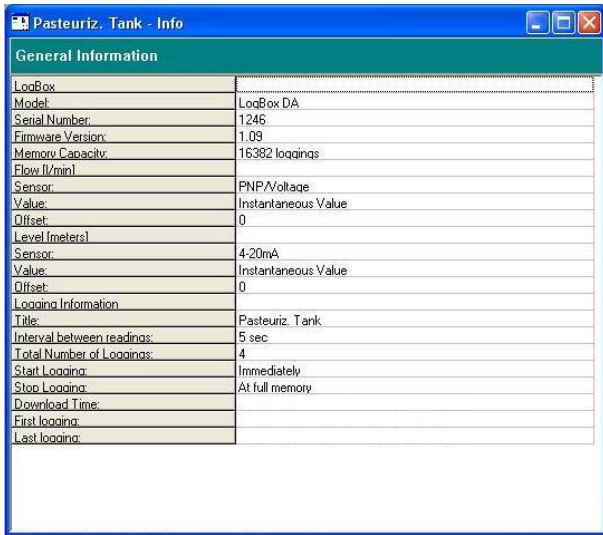 Pasteuriz. Tank - Info
General Information
LogBox
Model: LogBox DA
Serial Number: 1246
Firmware Version: 1.09
Memory Capacity: 16382 loggings
Flow [l/min]
Sensor: PNP/Voltage
Value: Instantaneous Value
Offset: 0
Level [meters]
Sensor: 4-20mA
Value: Instantaneous Value
Offset: 0
Logging Information
Title: Pasteuriz. Tank
Interval between readings: 5 sec
Total Number of Loggings: 4
Start Logging: Immediately
Stop Logging: At full memory
Download Time:
First logging:
Last logging: